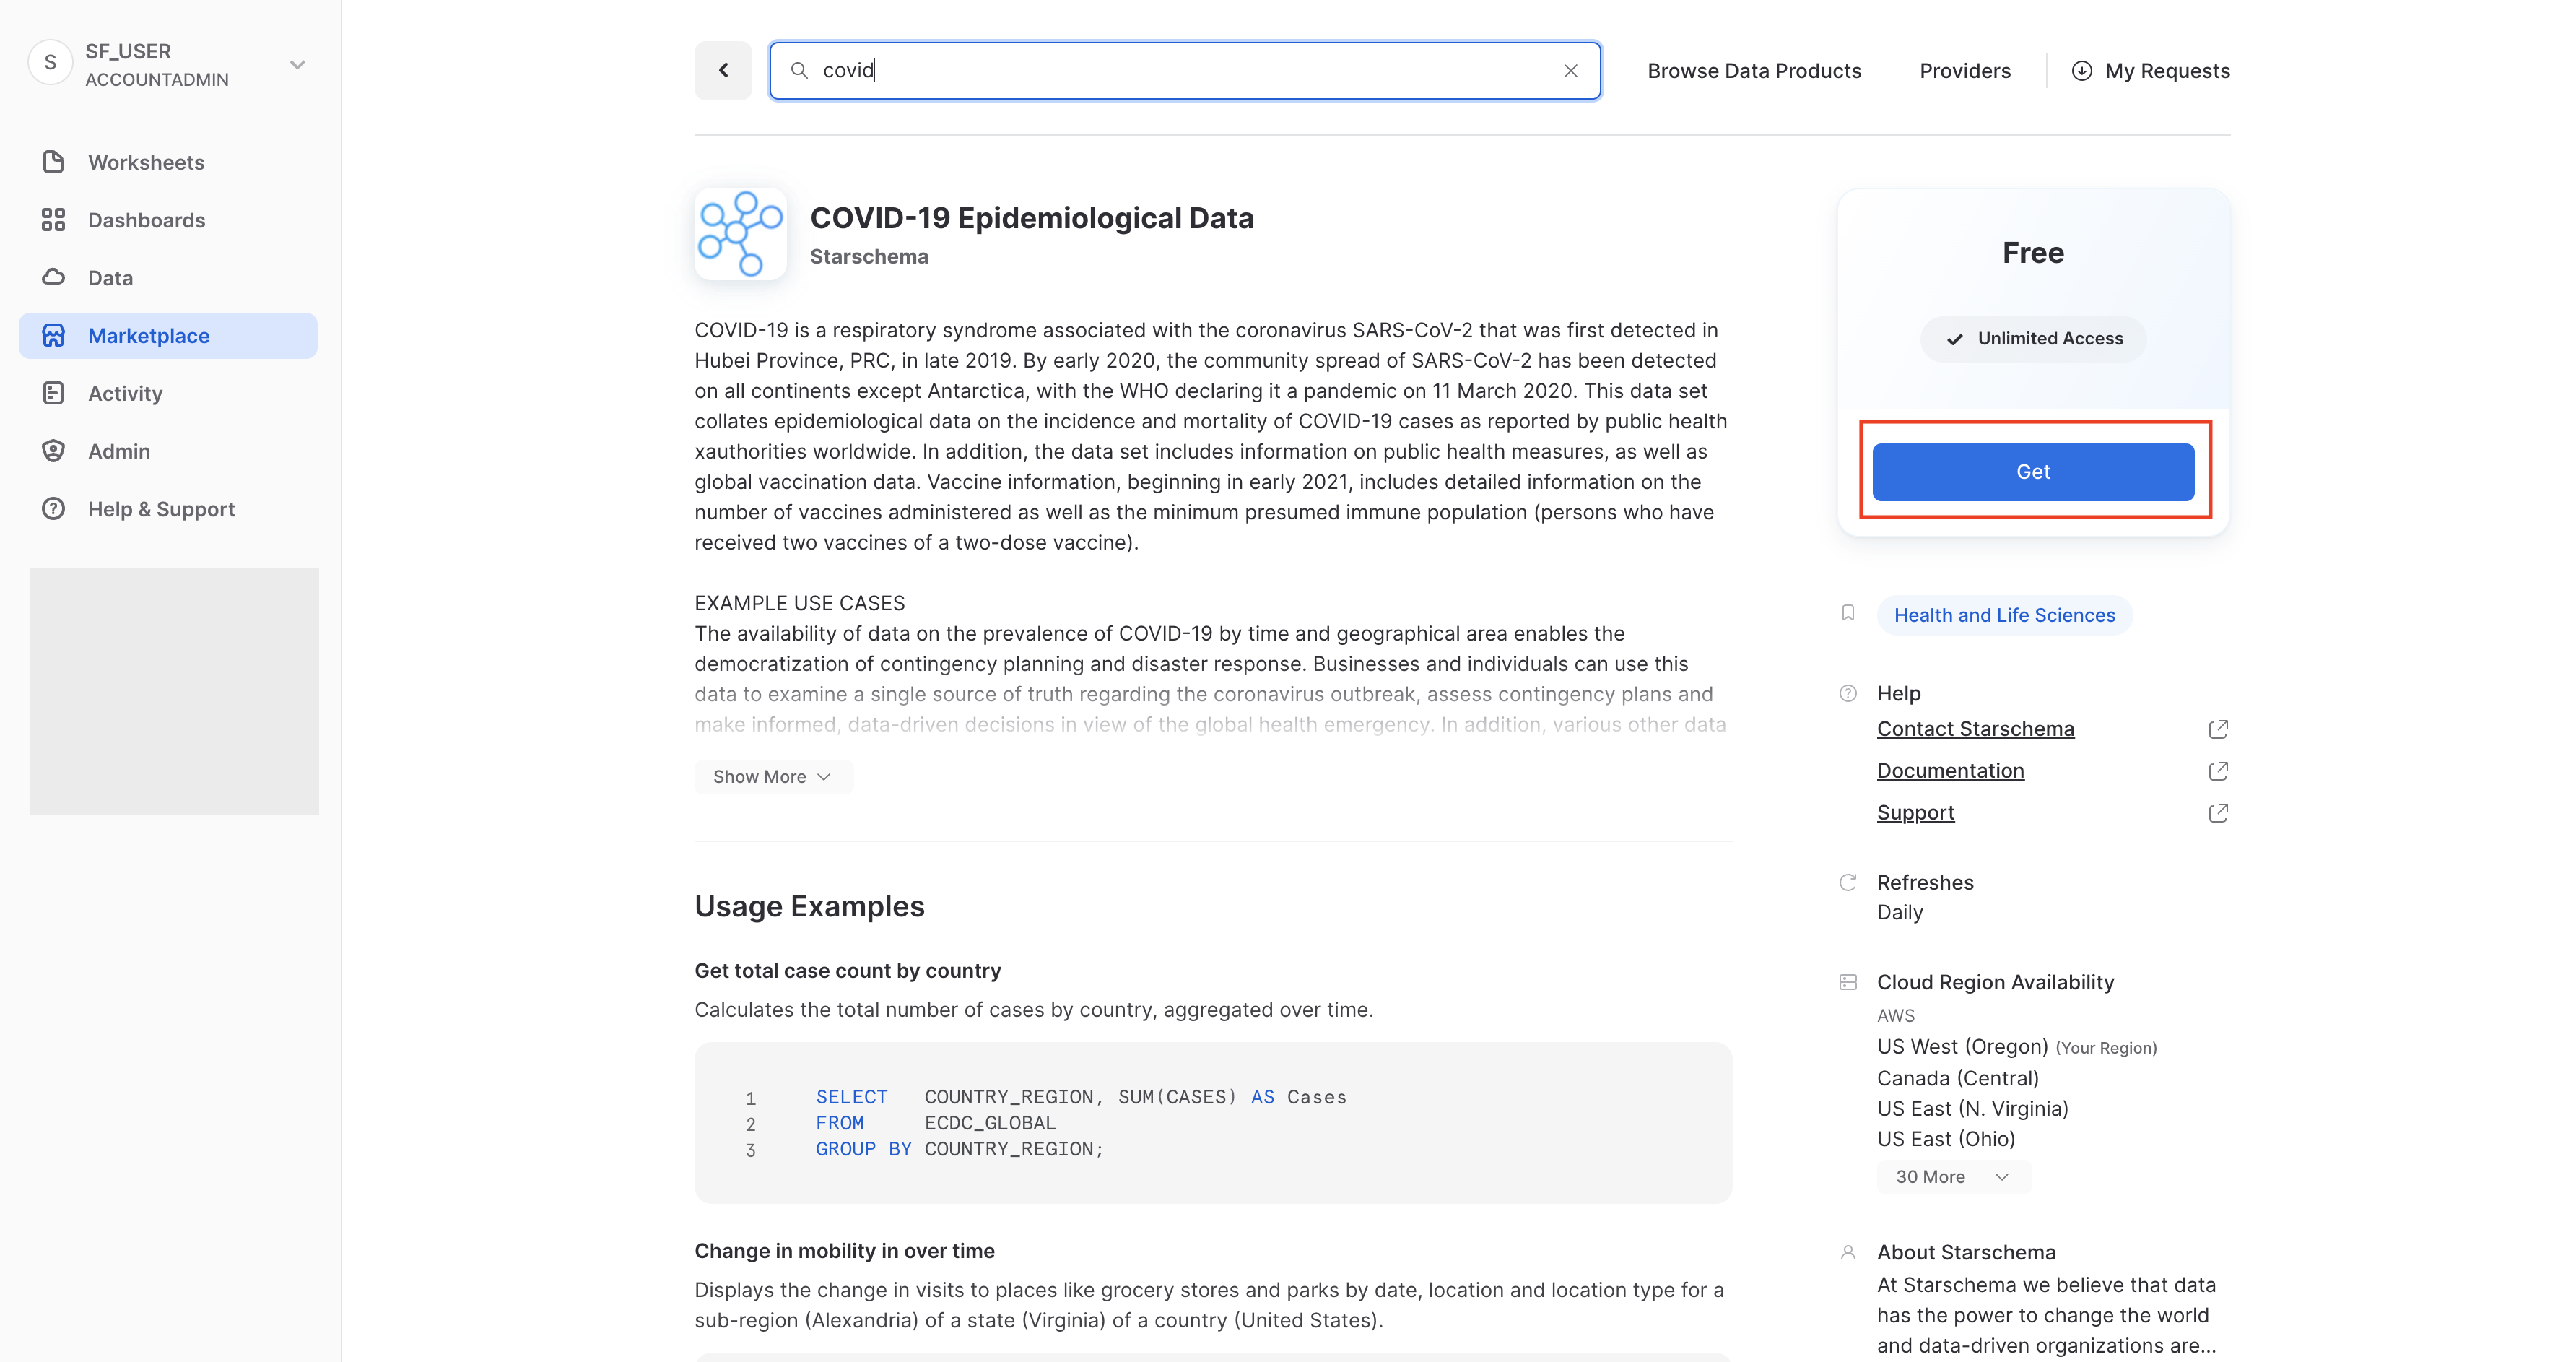 S
SF_USER
ACCOUNTADMIN
Worksheets
Dashboards
Data
Marketplace
Activity
Admin
Help & Support
covid
Browse Data Products
Providers
My Requests
COVID-19 Epidemiological Data
Starschema
COVID-19 is a respiratory syndrome associated with the coronavirus SARS-CoV-2 that was first detected in
Hubei Province, PRC, in late 2019. By early 2020, the community spread of SARS-CoV-2 has been detected
on all continents except Antarctica, with the WHO declaring it a pandemic on 11 March 2020. This data set
collates epidemiological data on the incidence and mortality of COVID-19 cases as reported by public health
xauthorities worldwide. In addition, the data set includes information on public health measures, as well as
global vaccination data. Vaccine information, beginning in early 2021, includes detailed information on the
number of vaccines administered as well as the minimum presumed immune population (persons who have
received two vaccines of a two-dose vaccine).
EXAMPLE USE CASES
The availability of data on the prevalence of COVID-19 by time and geographical area enables the
democratization of contingency planning and disaster response. Businesses and individuals can use this
data to examine a single source of truth regarding the coronavirus outbreak, assess contingency plans and
make informed, data-driven decisions in view of the global health emergency. In addition, various other data
Show More
Usage Examples
Get total case count by country
Calculates the total number of cases by country, aggregated over time.
1 SELECT COUNTRY_REGION, SUM(CASES) AS Cases
2 FROM ECDC_GLOBAL
3 GROUP BY COUNTRY_REGION;
Change in mobility in over time
Displays the change in visits to places like grocery stores and parks by date, location and location type for a
sub-region (Alexandria) of a state (Virginia) of a country (United States).
Free
Unlimited Access
Get
Health and Life Sciences
Help
Contact Starschema
Documentation
Support
Refreshes
Daily
Cloud Region Availability
AWS
US West (Oregon) (Your Region)
Canada (Central)
US East (N. Virginia)
US East (Ohio)
30 More
About Starschema
At Starschema we believe that data
has the power to change the world
and data-driven organizations are...